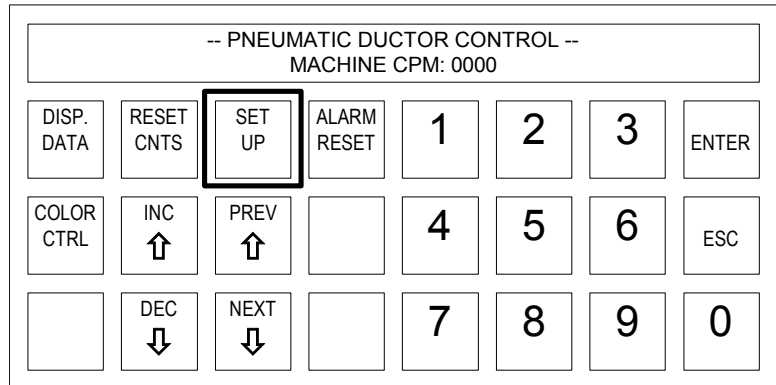 -- PNEUMATIC DUCTOR CONTROL --
MACHINE CPM: 0000
DISP.
DATA
RESET
CNTS
SET
UP
ALARM
RESET
1
2
3
ENTER
COLOR
CTRL
INC
PREV
4
5
6
ESC
DEC
NEXT
7
8
9
0